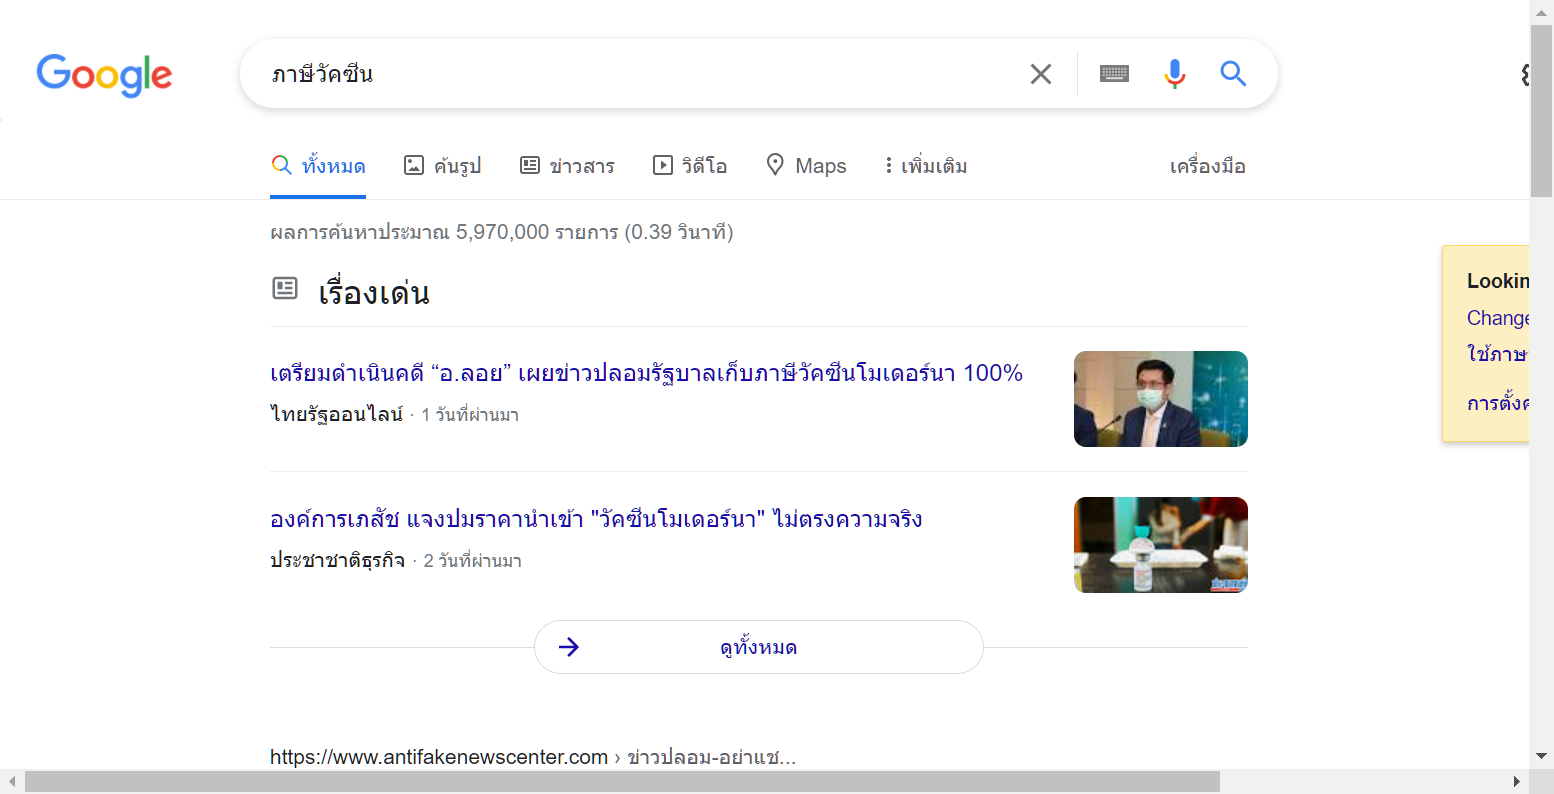 Google
ภาษีวัคซีน
ทั้งหมด
ค้นรูป
ข่าวสาร
วิดีโอ
Maps
เพิ่มเติม
เครื่องมือ
ผลการค้นหาประมาณ 5,970,000 รายการ (0.39 วินาที)
เรื่องเด่น
Lookin
Change
ใช้ภาษ
การตั้งค
เตรียมดำเนินคดี “อ.ลอย” เผยข่าวปลอมรัฐบาลเก็บภาษีวัคซีนโมเดอร์นา 100%
ไทยรัฐออนไลน์ · 1 วันที่ผ่านมา
องค์การเภสัช แจงปมราคานำเข้า "วัคซีนโมเดอร์นา" ไม่ตรงความจริง
ประชาชาติธุรกิจ · 2 วันที่ผ่านมา
ดูทั้งหมด
https://www.antifakenewscenter.com › ข่าวปลอม-อย่าแช...